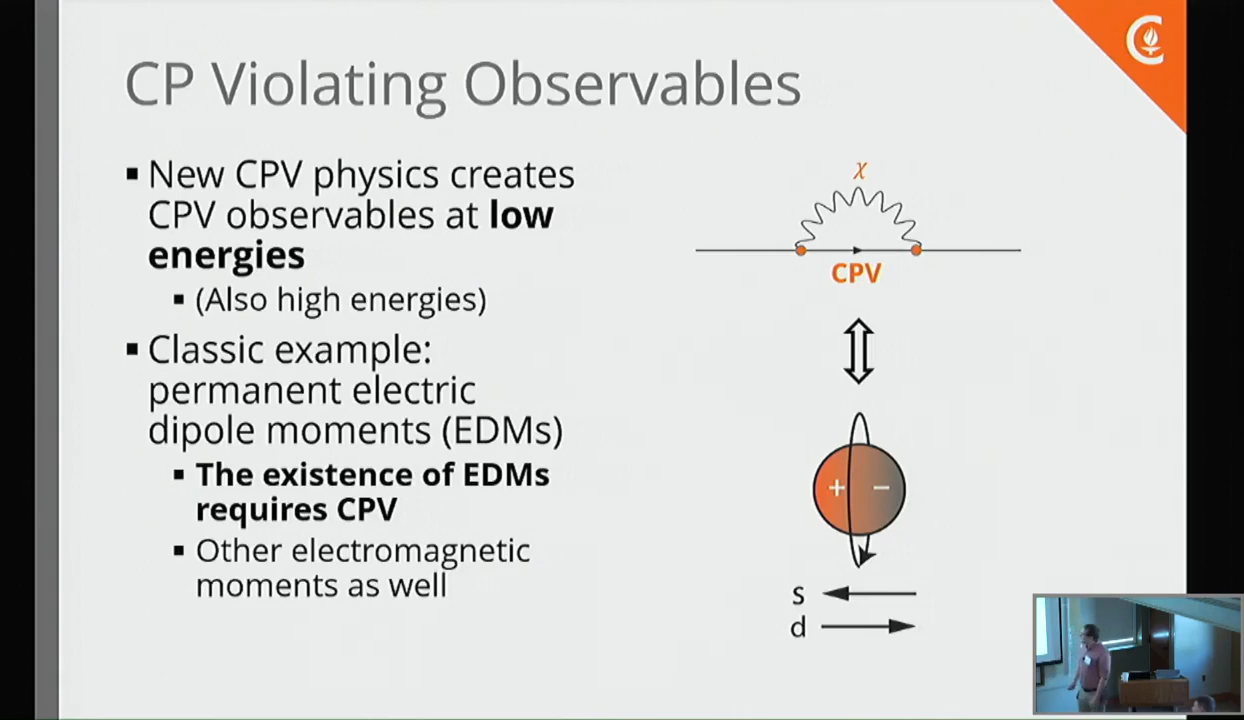 CP Violating Observables
▪ New CPV physics creates
CPV observables at low
energies
▪ (Also high energies)
▪ Classic example:
permanent electric
dipole moments (EDMs)
▪ The existence of EDMs
requires CPV
▪ Other electromagnetic
moments as well
χ
CPV
+ −
s
d